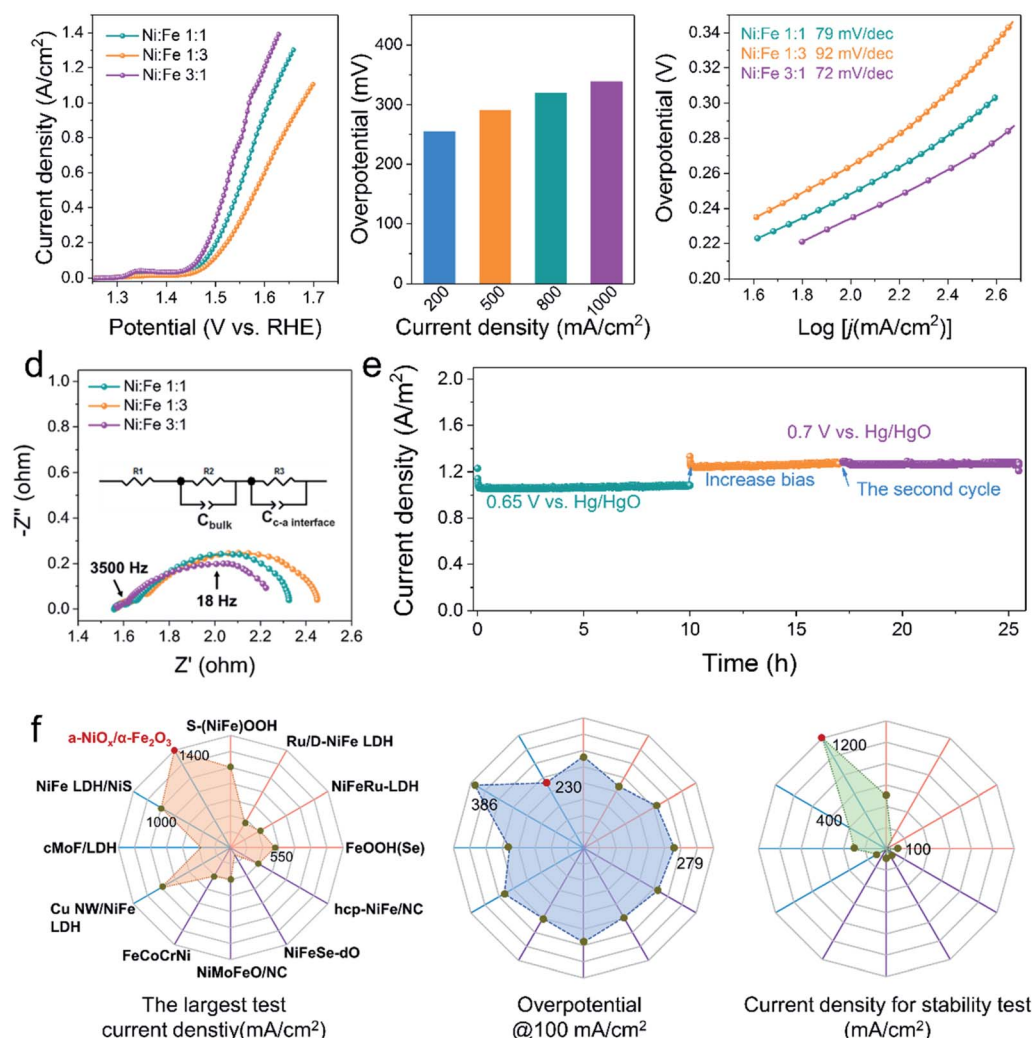 Current density (A/cm²)
1.4
1.2
1.0
0.8
0.6
0.4
0.2
0.0
Ni:Fe 1:1
Ni:Fe 1:3
Ni:Fe 3:1
1.3 1.4 1.5 1.6 1.7
Potential (V vs. RHE)
Overpotential (mV)
400
300
200
100
0
200 500 800 1000
Current density (mA/cm²)
Overpotential (V)
0.34
0.32
0.30
0.28
0.26
0.24
0.22
0.20
Ni:Fe 1:1 79 mV/dec
Ni:Fe 1:3 92 mV/dec
Ni:Fe 3:1 72 mV/dec
1.6 1.8 2.0 2.2 2.4 2.6
Log [j(mA/cm²)]
d
-Z" (ohm)
1.0
0.8
0.6
0.4
0.2
0.0
Ni:Fe 1:1
Ni:Fe 1:3
Ni:Fe 3:1
R1 R2 R3
C bulk C c-a interface
3500 Hz
18 Hz
1.4 1.6 1.8 2.0 2.2 2.4 2.6
Z' (ohm)
e
Current density (A/m²)
2.0
1.6
1.2
0.8
0.4
0.0
0.65 V vs. Hg/HgO
Increase bias
0.7 V vs. Hg/HgO
The second cycle
0 5 10 15 20 25
Time (h)
f
S-(NiFe)OOH
Ru/D-NiFe LDH
NiFeRu-LDH
FeOOH(Se)
hcp-NiFe/NC
NiFeSe-dO
NiMoFeO/NC
FeCoCrNi
Cu NW/NiFe
LDH
cMoF/LDH
NiFe LDH/NiS
a-NiOₓ/α-Fe₂O₃
1400
1000
550
The largest test
current denstiy(mA/cm²)
386
230
279
Overpotential
@100 mA/cm²
1200
400
100
Current density for stability test
(mA/cm²)